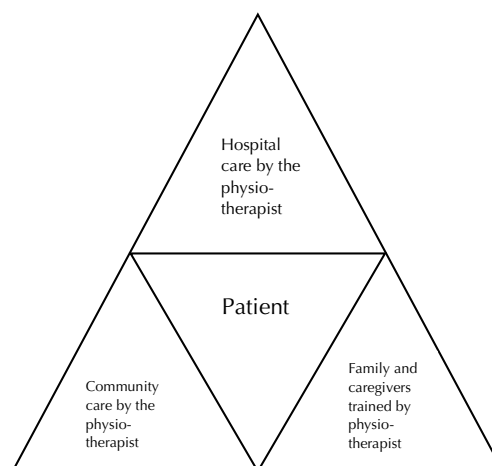 Hospital
care by the
physio-
therapist
Patient
Community
care by the
physio-
therapist
Family and
caregivers
trained by
physio-
therapist